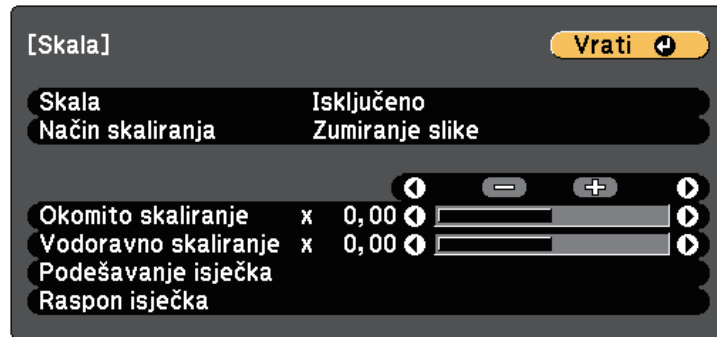 [Skala] Vrati
Skala Isključeno
Način skaliranja Zumiranje slike
Okomito skaliranje x 0,00
Vodoravno skaliranje x 0,00
Podešavanje isječka
Raspon isječka